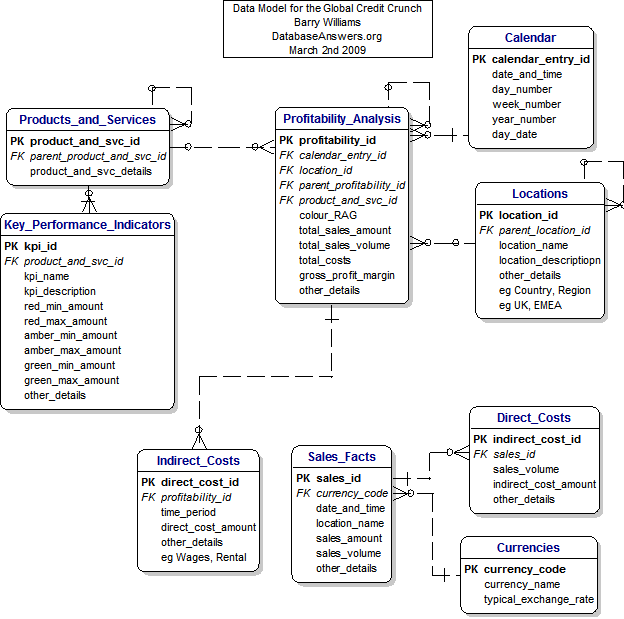 Data Model for the Global Credit Crunch
Barry Williams
DatabaseAnswers.org
March 2nd 2009
Calendar
PK calendar_entry_id
date_and_time
day_number
week_number
year_number
day_date
Products_and_Services
PK product_and_svc_id
FK parent_product_and_svc_id
product_and_svc_details
Profitability_Analysis
PK profitability_id
FK calendar_entry_id
FK location_id
FK parent_profitability_id
FK product_and_svc_id
colour_RAG
total_sales_amount
total_sales_volume
total_costs
gross_profit_margin
other_details
Locations
PK location_id
FK parent_location_id
location_name
location_descriptiopn
other_details
eg Country, Region
eg UK, EMEA
Key_Performance_Indicators
PK kpi_id
FK product_and_svc_id
kpi_name
kpi_description
red_min_amount
red_max_amount
amber_min_amount
amber_max_amount
green_min_amount
green_max_amount
other_details
Indirect_Costs
PK direct_cost_id
FK profitability_id
time_period
direct_cost_amount
other_details
eg Wages, Rental
Sales_Facts
PK sales_id
FK currency_code
date_and_time
location_name
sales_amount
sales_volume
other_details
Direct_Costs
PK indirect_cost_id
FK sales_id
sales_volume
indirect_cost_amount
other_details
Currencies
PK currency_code
currency_name
typical_exchange_rate